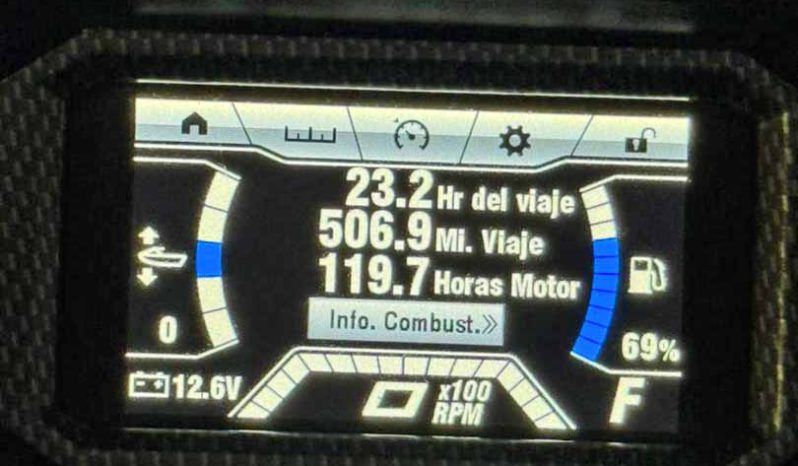 23.2 Hr del viaje
506.9 Mi. Viaje
119.7 Horas Motor
Info. Combust.»
0
69%
12.6V
0 x100
RPM
F